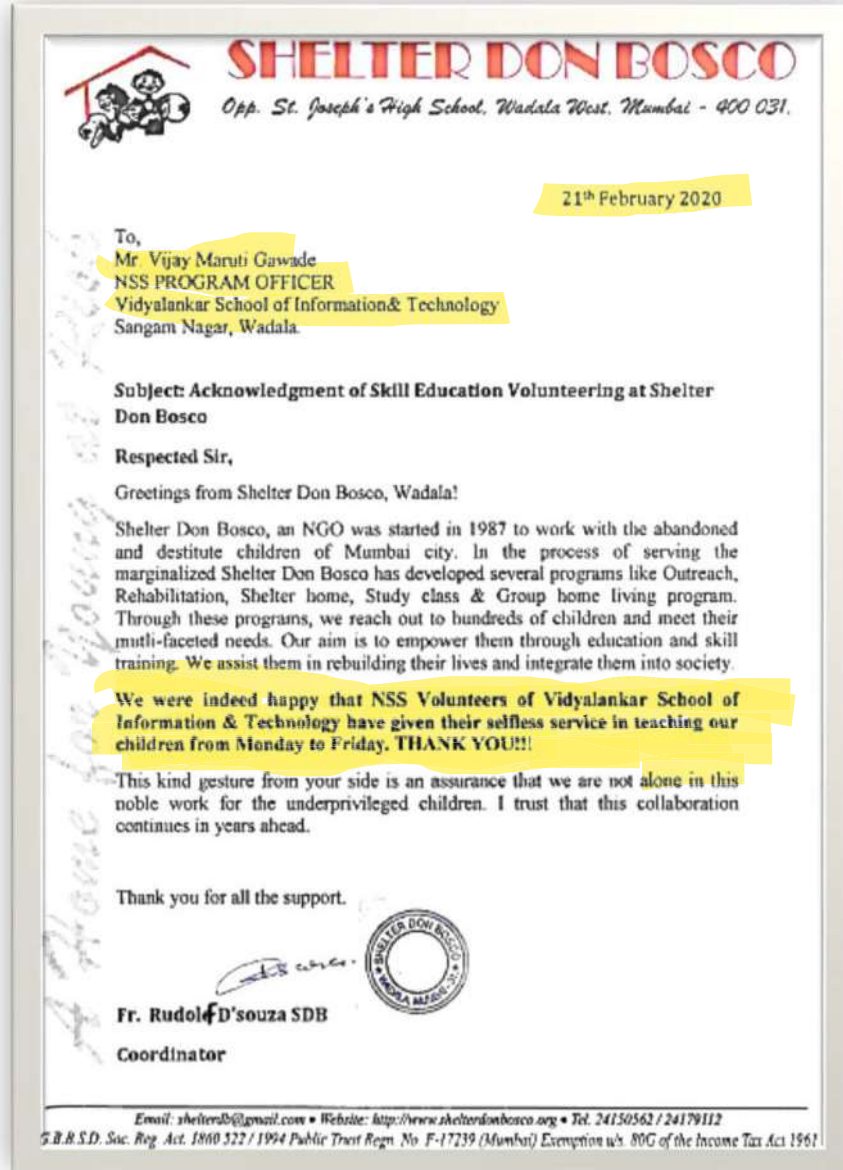 SHELTER DON BOSCO
Opp. St. Joseph's High School, Wadala West, Mumbai - 400 031.
21th February 2020
To,
Mr. Vijay Maruti Gawade
NSS PROGRAM OFFICER
Vidyalankar School of Information& Technology
Sangam Nagar, Wadala.
Subject: Acknowledgment of Skill Education Volunteering at Shelter
Don Bosco
Respected Sir,
Greetings from Shelter Don Bosco, Wadala!
Shelter Don Bosco, an NGO was started in 1987 to work with the abandoned
and destitute children of Mumbai city. In the process of serving the
marginalized Shelter Don Bosco has developed several programs like Outreach,
Rehabilitation, Shelter home, Study class & Group home living program.
Through these programs, we reach out to hundreds of children and meet their
mutli-faceted needs. Our aim is to empower them through education and skill
training. We assist them in rebuilding their lives and integrate them into society.
We were indeed happy that NSS Volunteers of Vidyalankar School of
Information & Technology have given their selfless service in teaching our
children from Monday to Friday. THANK YOU!!!
This kind gesture from your side is an assurance that we are not alone in this
noble work for the underprivileged children. I trust that this collaboration
continues in years ahead.
Thank you for all the support.
SHELTER DON BOSCO
WADALA MUMBAI
Fr. Rudolf D'souza SDB
Coordinator
Email: shelterdb@gmail.com • Website: http://www.shelterdonbosco.org • Tel. 24150562 / 24179112
G.B.B.S.D. Soc. Reg. Act. 1860 522 / 1994 Public Trust Regn. No F-17239 (Mumbai) Exemption u/s. 80G of the Income Tax Act 1961
A Home for Young at